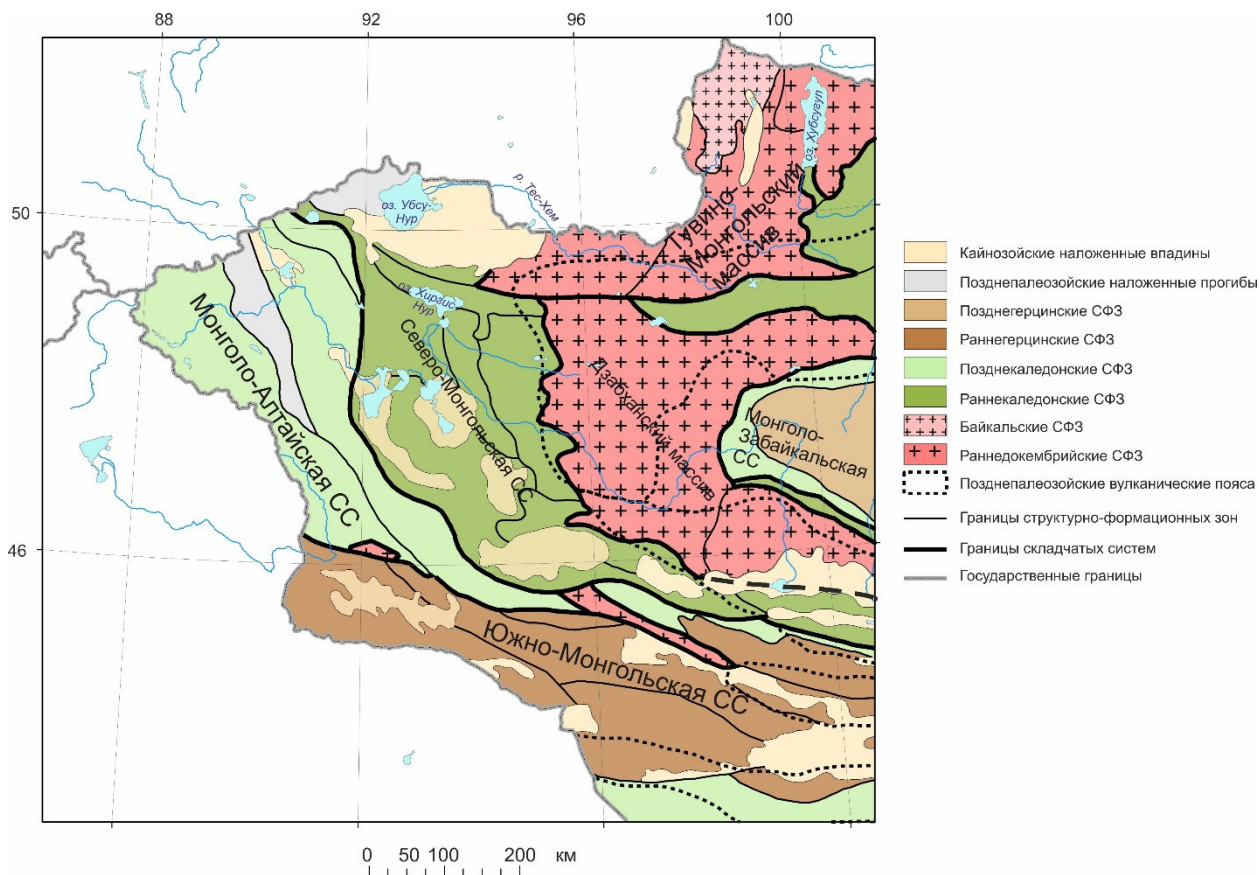 88
92
96
100
50
46
оз. Убсу-
Нур
р. Тес-Хем
оз. Хубсугул
Тувино-
Монгольский
массив
оз. Хиргис-
Нур
Монголо-Алтайская СС
Северо-Монгольская СС
Дзабханский массив
Монголо-
Забайкальская
СС
Южно-Монгольская СС
Кайнозойские наложенные впадины
Позднепалеозойские наложенные прогибы
Позднегерцинские СФЗ
Раннегерцинские СФЗ
Позднекаледонские СФЗ
Раннекаледонские СФЗ
Байкальские СФЗ
Раннедокембрийские СФЗ
Позднепалеозойские вулканические пояса
Границы структурно-формационных зон
Границы складчатых систем
Государственные границы
0 50 100 200 км